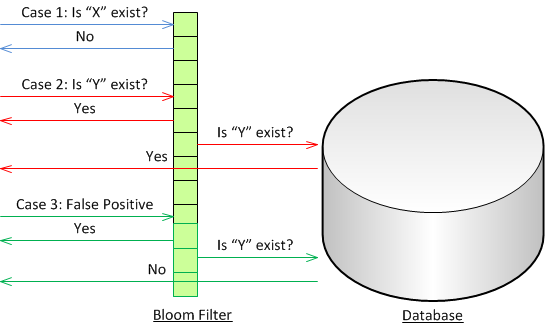 Case 1: Is “X” exist?
No
Case 2: Is “Y” exist?
Yes
Is “Y” exist?
Yes
Case 3: False Positive
Yes
Is “Y” exist?
No
Bloom Filter
Database